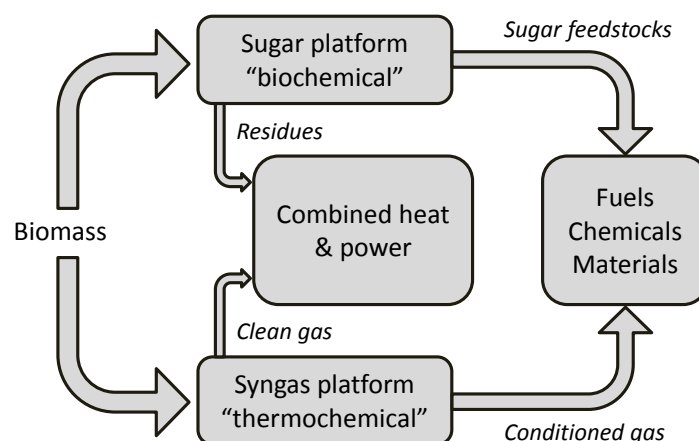 Sugar platform
“biochemical”
Sugar feedstocks
Residues
Combined heat
& power
Fuels
Chemicals
Materials
Biomass
Clean gas
Syngas platform
“thermochemical”
Conditioned gas